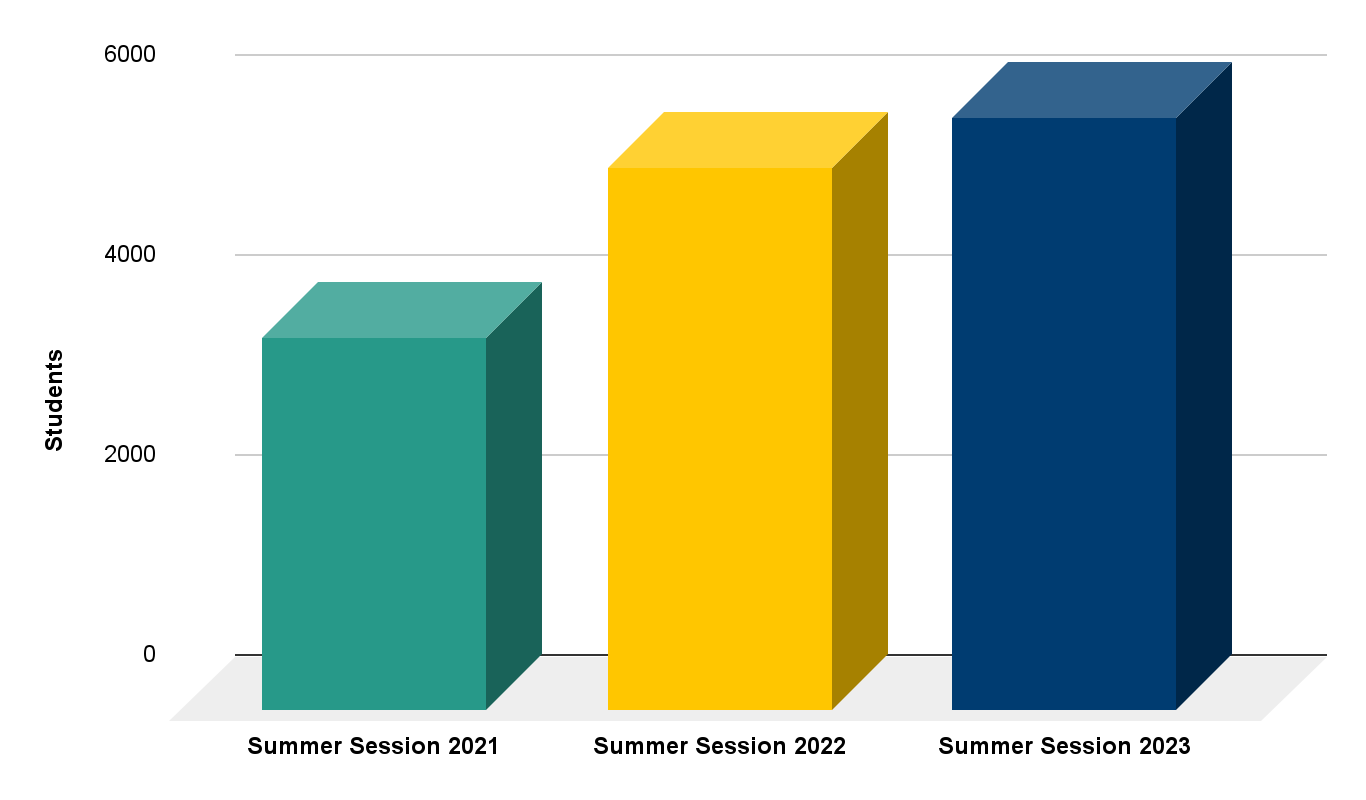 6000
4000
2000
0
Students
Summer Session 2021
Summer Session 2022
Summer Session 2023